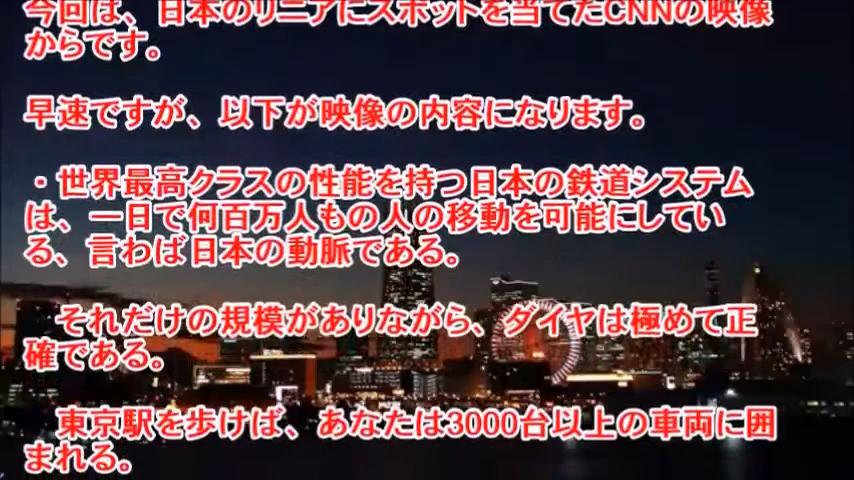 今回は、日本のリニアにスポットを当てたCNNの映像
からです。
早速ですが、以下が映像の内容になります。
・世界最高クラスの性能を持つ日本の鉄道システム
は、一日で何百万人もの人の移動を可能にしてい
る、言わば日本の動脈である。
それだけの規模がありながら、ダイヤは極めて正
確である。
東京駅を歩けば、あなたは3000台以上の車両に囲
まれる。